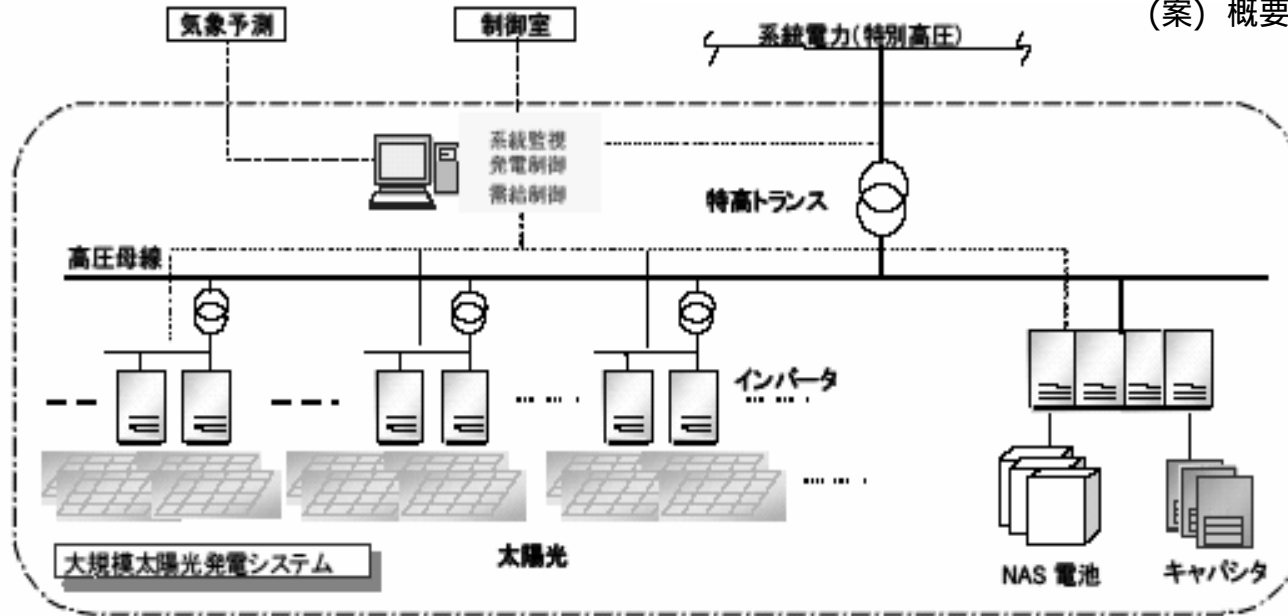 (案) 概要
気象予測
制御室
系統電力(特別高圧)
系統監視
発電制御
需給制御
特高トランス
高圧母線
インバータ
大規模太陽光発電システム
太陽光
NAS 電池
キャパシタ